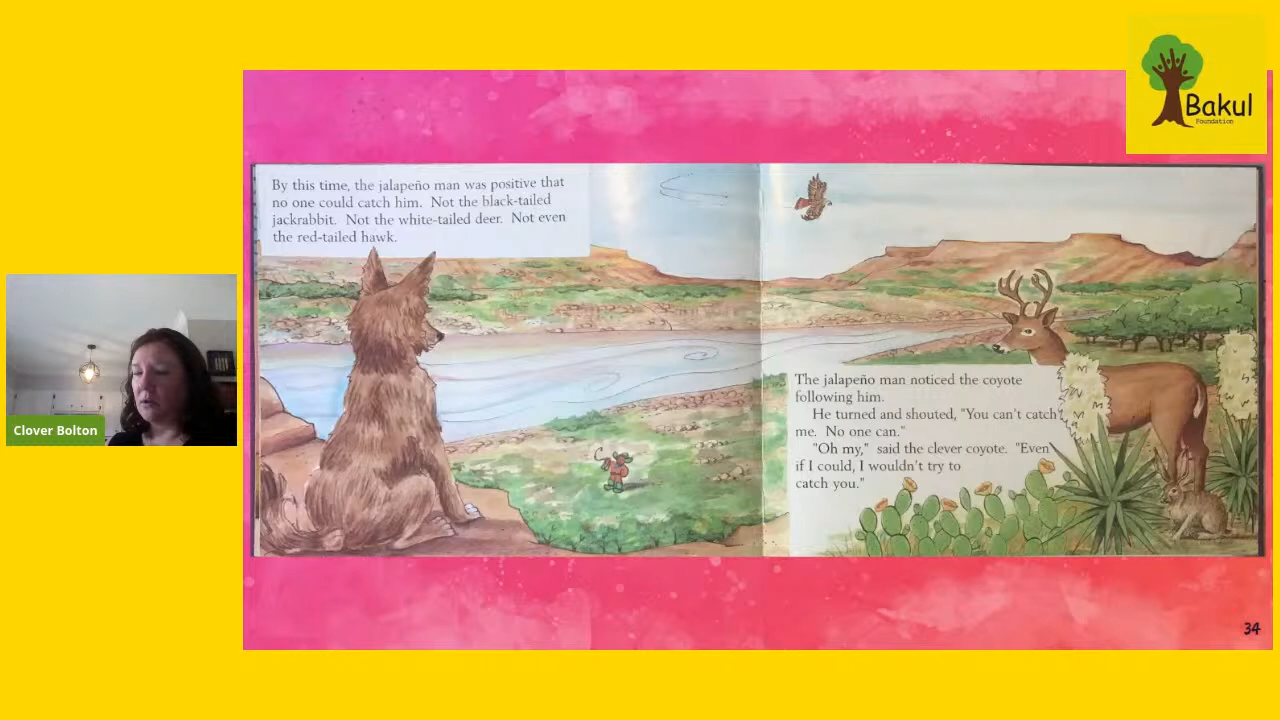 Bakul
Foundation
By this time, the jalapeño man was positive that
no one could catch him. Not the black-tailed
jackrabbit. Not the white-tailed deer. Not even
the red-tailed hawk.
The jalapeño man noticed the coyote
following him.
He turned and shouted, "You can't catch
me. No one can."
"Oh my," said the clever coyote. "Even
if I could, I wouldn't try to
catch you."
Clover Bolton
34